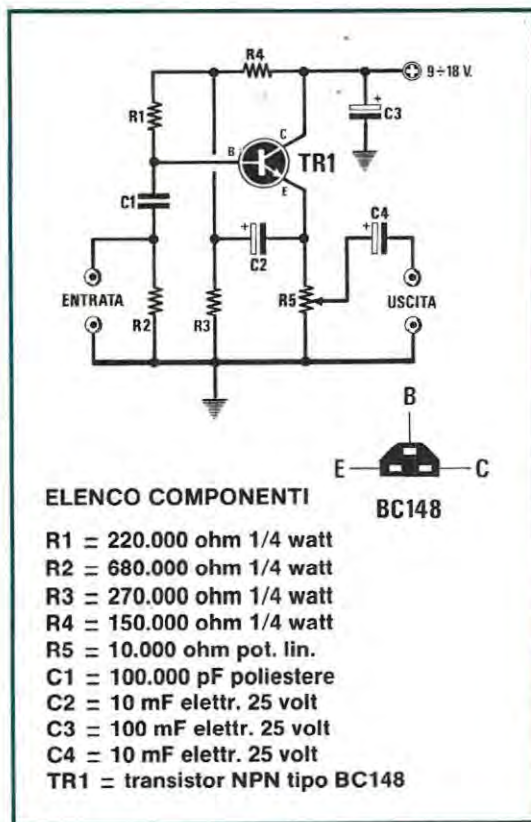 R4
9÷18 V.
R1
C
+
C3
B
TR1
E
C1
+
C4
+
C2
ENTRATA
R2
R3
R5
USCITA
B
E
C
BC148
ELENCO COMPONENTI
R1 = 220.000 ohm 1/4 watt
R2 = 680.000 ohm 1/4 watt
R3 = 270.000 ohm 1/4 watt
R4 = 150.000 ohm 1/4 watt
R5 = 10.000 ohm pot. lin.
C1 = 100.000 pF poliestere
C2 = 10 mF elettr. 25 volt
C3 = 100 mF elettr. 25 volt
C4 = 10 mF elettr. 25 volt
TR1 = transistor NPN tipo BC148